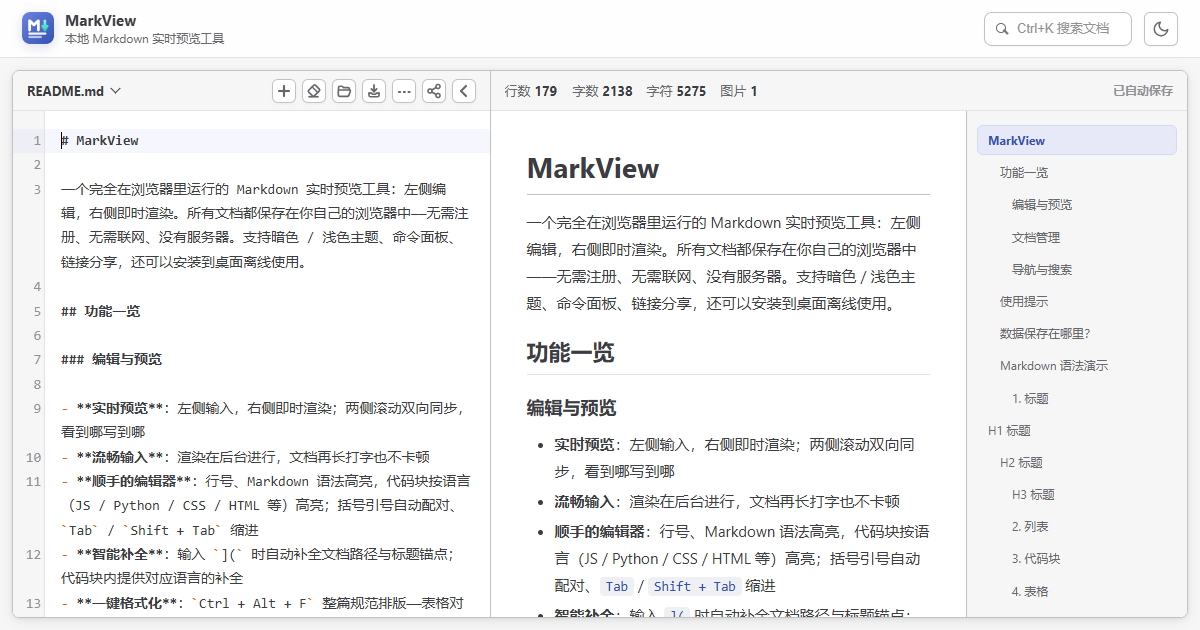 MarkView
本地 Markdown 实时预览工具
Ctrl+K 搜索文档
README.md
行数 179 字数 2138 字符 5275 图片 1
已自动保存
1 # MarkView
2
3 一个完全在浏览器里运行的 Markdown 实时预览工具：左侧编
辑，右侧即时渲染。所有文档都保存在你自己的浏览器中——无需注
册、无需联网、没有服务器。支持暗色 / 浅色主题、命令面板、
链接分享，还可以安装到桌面离线使用。
4
5 ## 功能一览
6
7 ### 编辑与预览
8
9 - **实时预览**：左侧输入，右侧即时渲染；两侧滚动双向同步，
看到哪写到哪
10 - **流畅输入**：渲染在后台进行，文档再长打字也不卡顿
11 - **顺手的编辑器**：行号、Markdown 语法高亮，代码块按语言
（JS / Python / CSS / HTML 等）高亮；括号引号自动配对、
`Tab` / `Shift + Tab` 缩进
12 - **智能补全**：输入 `](` 时自动补全文档路径与标题锚点；
代码块内提供对应语言的补全
13 - **一键格式化**：`Ctrl + Alt + F` 整篇规范排版——表格对
MarkView
一个完全在浏览器里运行的 Markdown 实时预览工具：左侧
编辑，右侧即时渲染。所有文档都保存在你自己的浏览器中
——无需注册、无需联网、没有服务器。支持暗色 / 浅色主
题、命令面板、链接分享，还可以安装到桌面离线使用。
功能一览
编辑与预览
• 实时预览：左侧输入，右侧即时渲染；两侧滚动双向同
步，看到哪写到哪
• 流畅输入：渲染在后台进行，文档再长打字也不卡顿
• 顺手的编辑器：行号、Markdown 语法高亮，代码块按语
言（JS / Python / CSS / HTML 等）高亮；括号引号自动
配对、 Tab / Shift + Tab 缩进
• 智能补全：输入 ]( 时自动补全文档路径与标题锚点；
MarkView
功能一览
编辑与预览
文档管理
导航与搜索
使用提示
数据保存在哪里？
Markdown 语法演示
1. 标题
H1 标题
H2 标题
H3 标题
2. 列表
3. 代码块
4. 表格